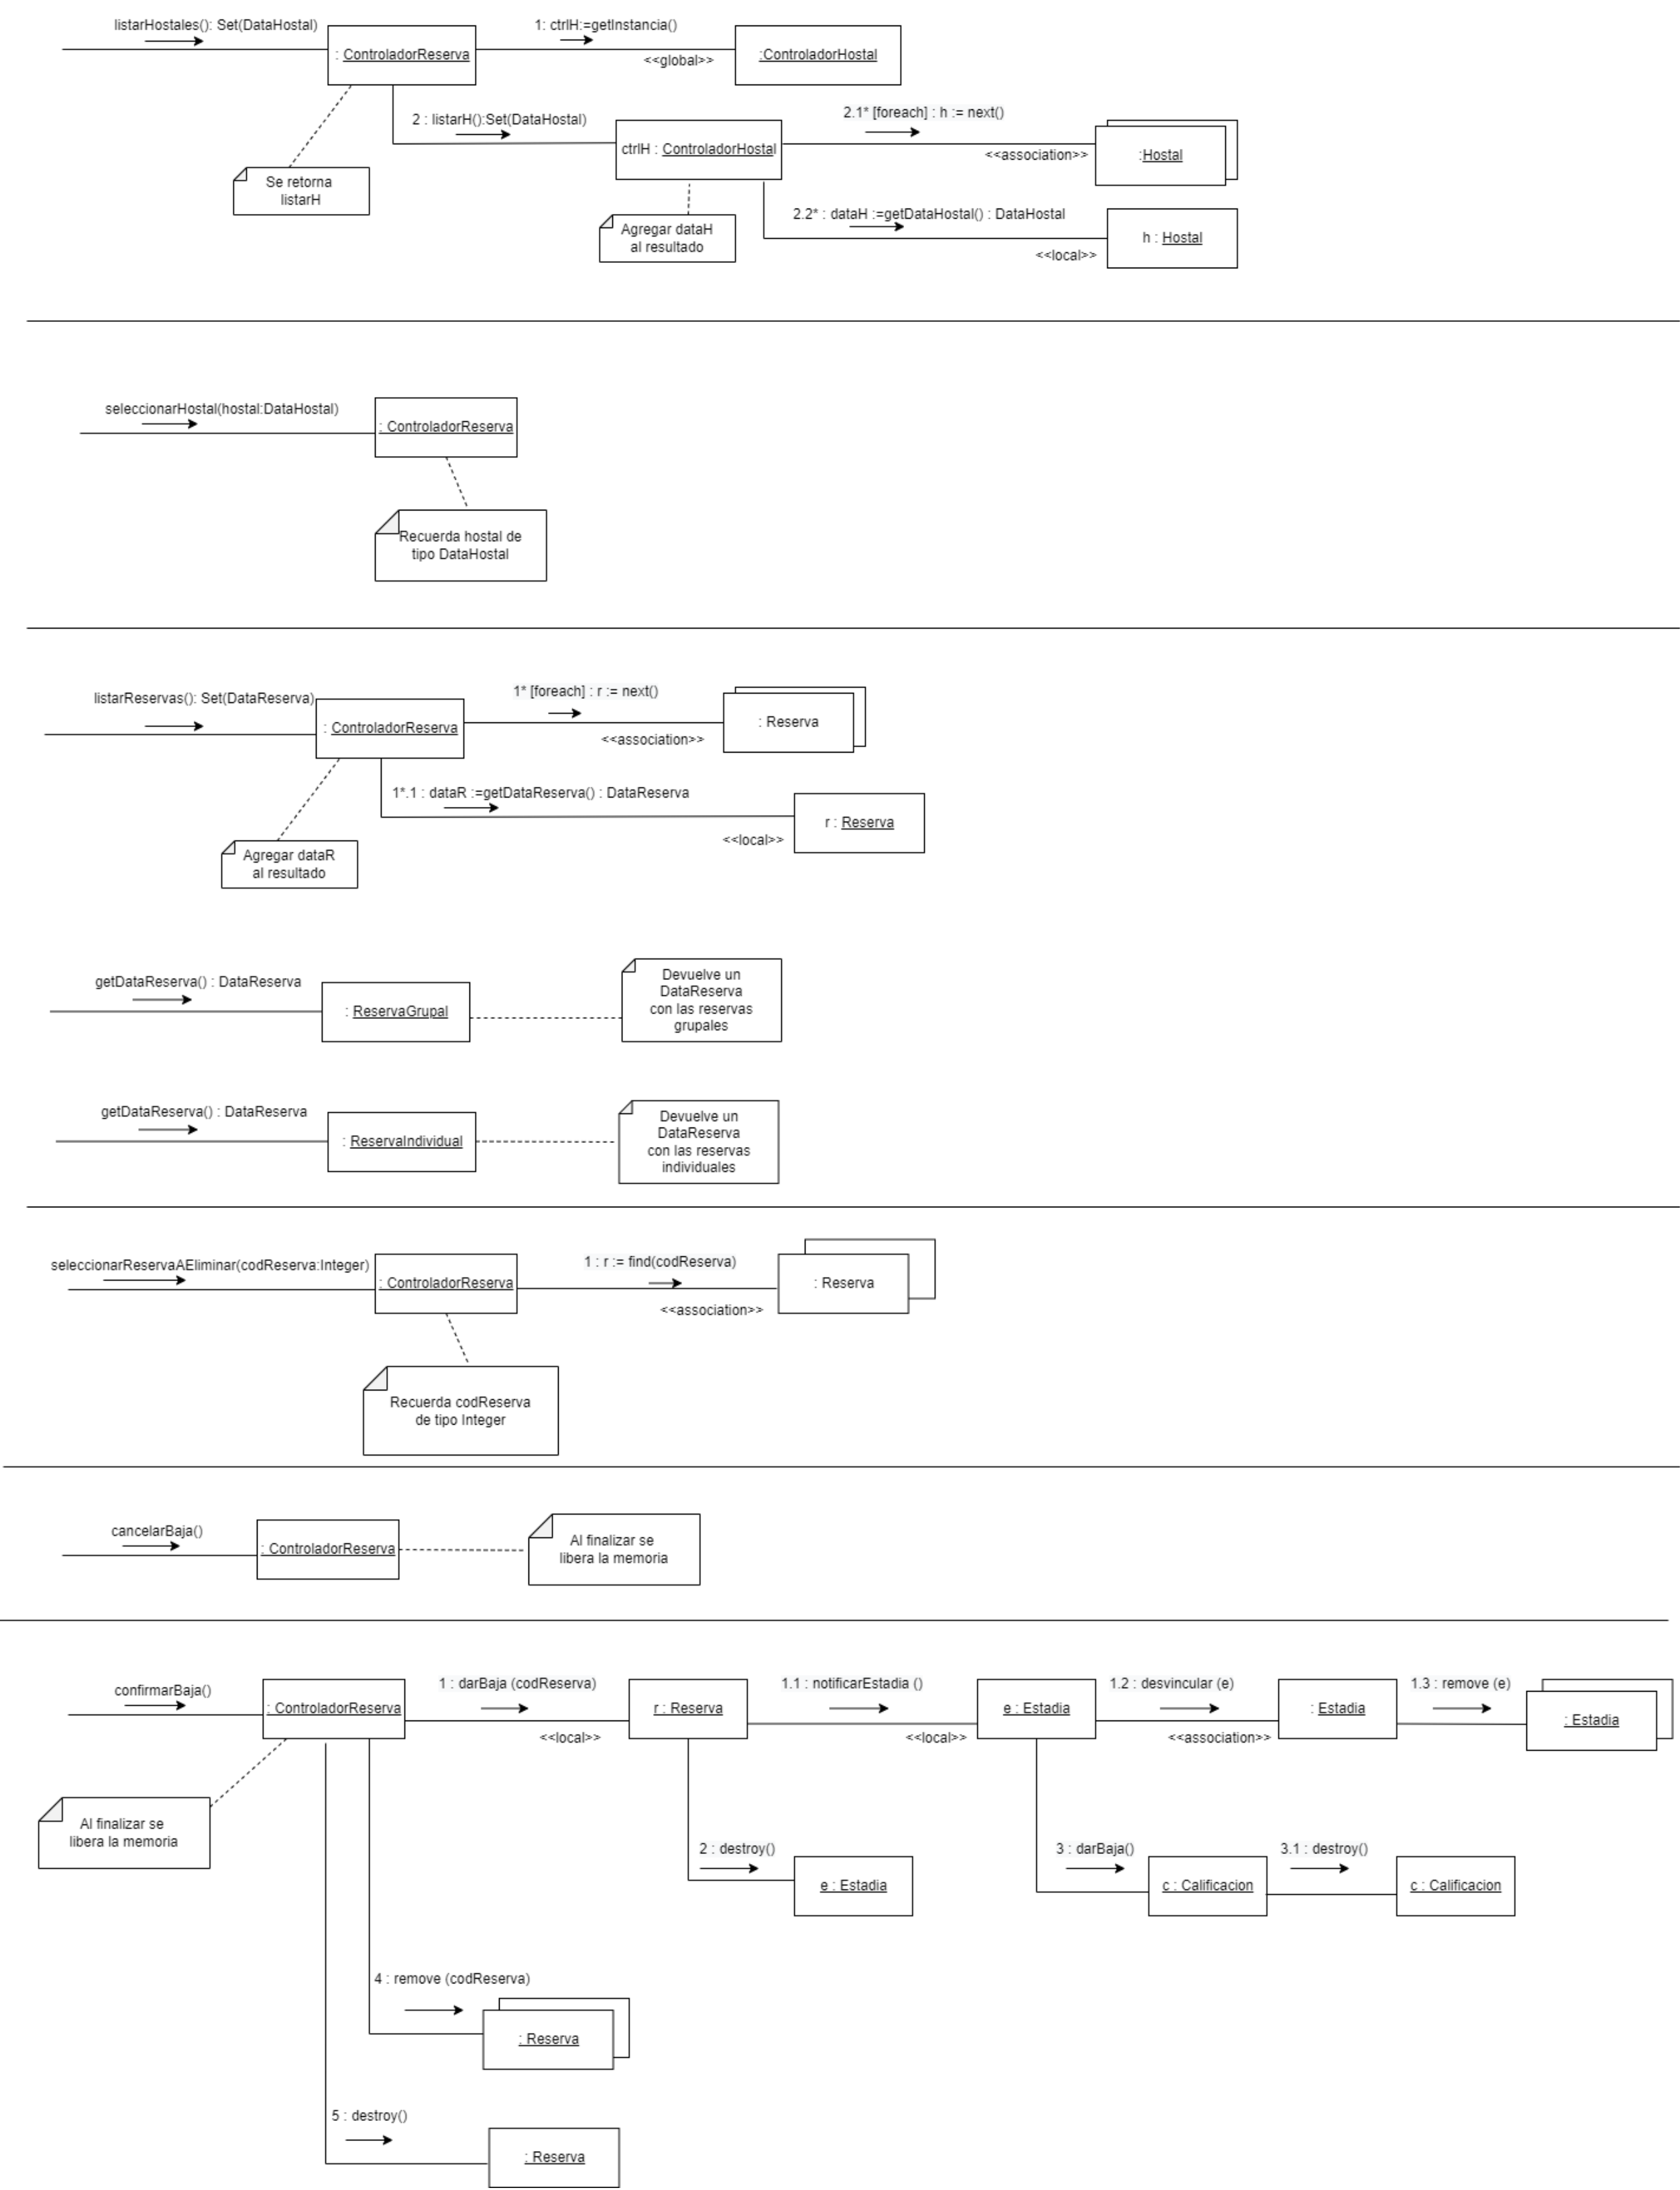 listarHostales(): Set(DataHostal)
1: ctrlH:=getInstancia()
: ControladorReserva
<<global>>
:ControladorHostal
2 : listarH():Set(DataHostal)
2.1* [foreach] : h := next()
ctrlH : ControladorHostal
<<association>>
:Hostal
Se retorna
listarH
Agregar dataH
al resultado
2.2* : dataH :=getDataHostal() : DataHostal
<<local>>
h : Hostal
seleccionarHostal(hostal:DataHostal)
: ControladorReserva
Recuerda hostal de
tipo DataHostal
listarReservas(): Set(DataReserva)
1* [foreach] : r := next()
: ControladorReserva
<<association>>
: Reserva
1*.1 : dataR :=getDataReserva() : DataReserva
<<local>>
r : Reserva
Agregar dataR
al resultado
getDataReserva() : DataReserva
: ReservaGrupal
Devuelve un
DataReserva
con las reservas
grupales
getDataReserva() : DataReserva
: ReservaIndividual
Devuelve un
DataReserva
con las reservas
individuales
seleccionarReservaAEliminar(codReserva:Integer)
: ControladorReserva
1 : r := find(codReserva)
<<association>>
: Reserva
Recuerda codReserva
de tipo Integer
cancelarBaja()
: ControladorReserva
Al finalizar se
libera la memoria
confirmarBaja()
: ControladorReserva
1 : darBaja (codReserva)
<<local>>
r : Reserva
1.1 : notificarEstadia ()
<<local>>
e : Estadia
1.2 : desvincular (e)
<<association>>
: Estadia
1.3 : remove (e)
: Estadia
Al finalizar se
libera la memoria
2 : destroy()
e : Estadia
3 : darBaja()
c : Calificacion
3.1 : destroy()
c : Calificacion
4 : remove (codReserva)
: Reserva
5 : destroy()
: Reserva